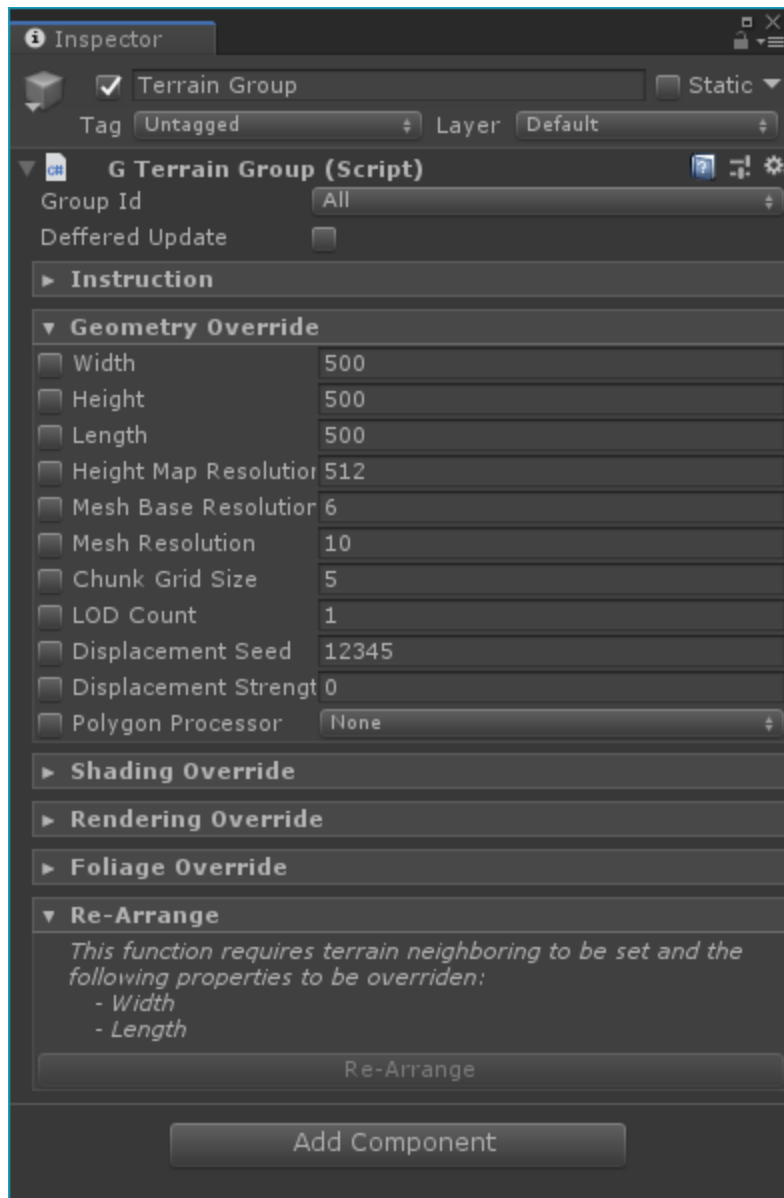 Inspector
Terrain Group Static
Tag Untagged Layer Default
G Terrain Group (Script)
Group Id All
Deffered Update
Instruction
Geometry Override
Width 500
Height 500
Length 500
Height Map Resolution 512
Mesh Base Resolution 6
Mesh Resolution 10
Chunk Grid Size 5
LOD Count 1
Displacement Seed 12345
Displacement Strengt 0
Polygon Processor None
Shading Override
Rendering Override
Foliage Override
Re-Arrange
This function requires terrain neighboring to be set and the
following properties to be overriden:
- Width
- Length
Re-Arrange
Add Component